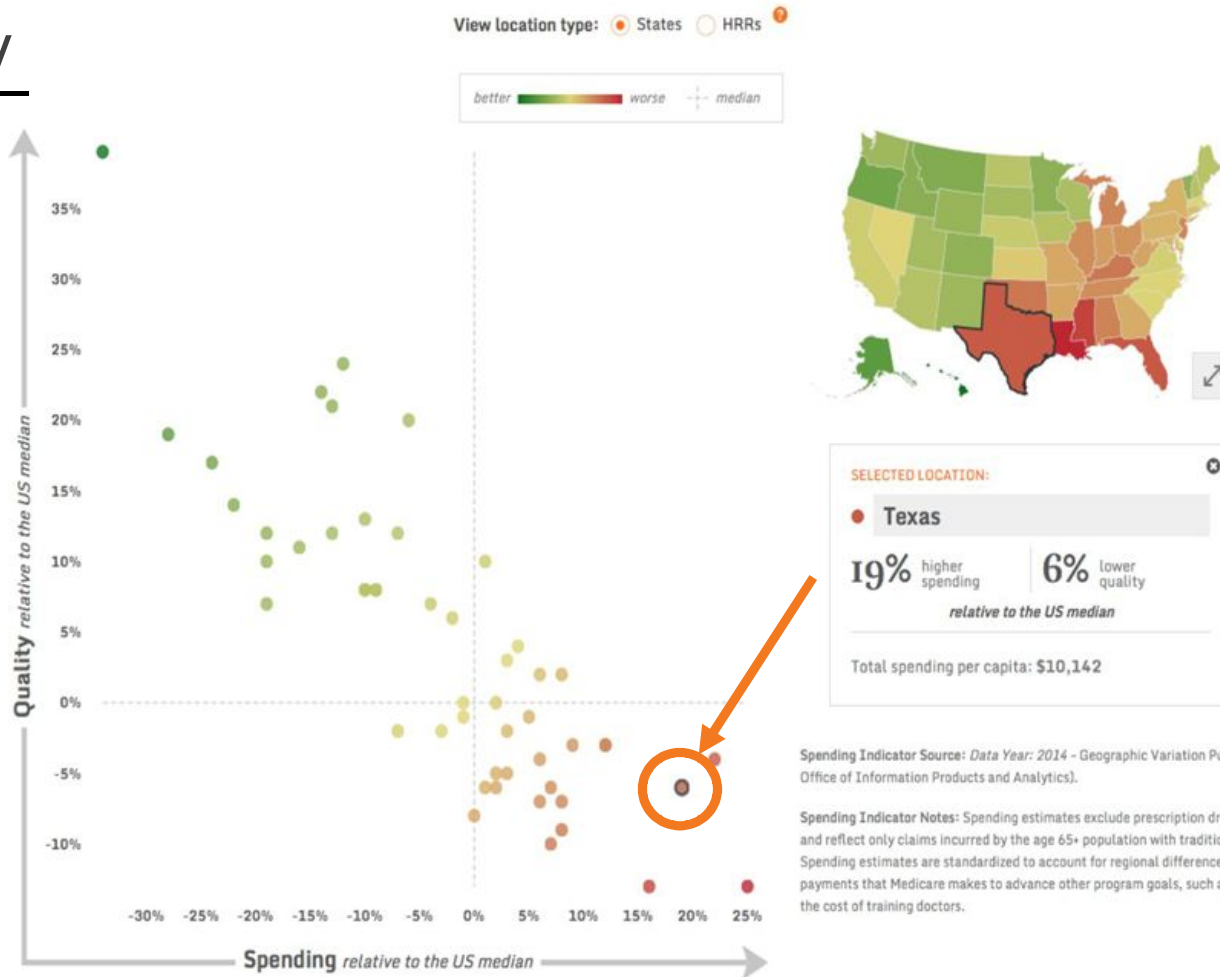 y
View location type: States HRRs ?
better worse median
35%
30%
25%
20%
15%
10%
5%
0%
-5%
-10%
Quality relative to the US median
-30% -25% -20% -15% -10% -5% 0% 5% 10% 15% 20% 25%
Spending relative to the US median
SELECTED LOCATION:
Texas
19% higher spending 6% lower quality
relative to the US median
Total spending per capita: $10,142
Spending Indicator Source: Data Year: 2014 - Geographic Variation Pu
Office of Information Products and Analytics).
Spending Indicator Notes: Spending estimates exclude prescription dr
and reflect only claims incurred by the age 65+ population with traditio
Spending estimates are standardized to account for regional difference
payments that Medicare makes to advance other program goals, such a
the cost of training doctors.